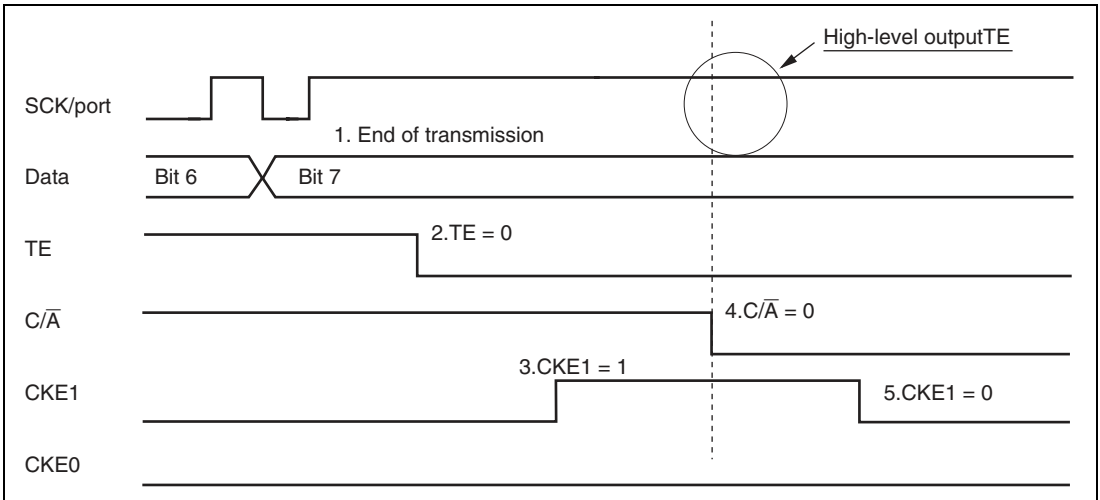 High-level outputTE
SCK/port
1. End of transmission
Data
Bit 6
Bit 7
TE
2.TE = 0
C/A̅
4.C/A̅ = 0
3.CKE1 = 1
CKE1
5.CKE1 = 0
CKE0